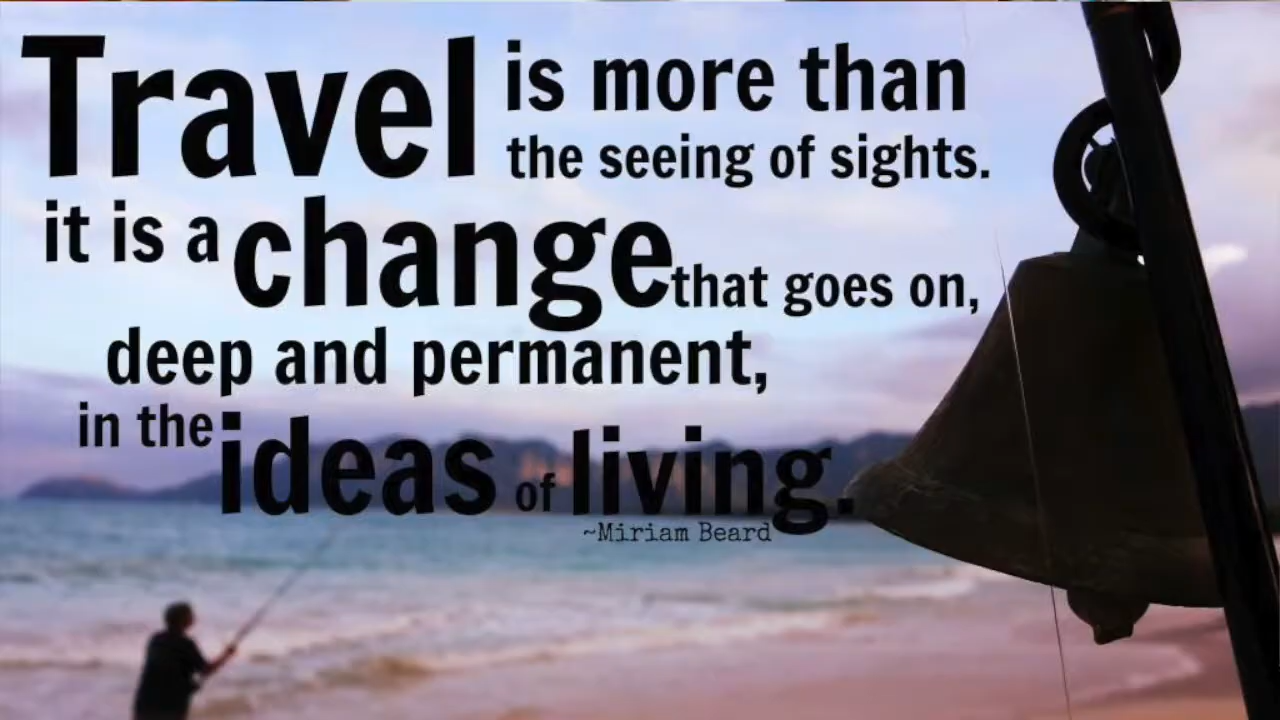 Travel is more than
the seeing of sights.
it is a change that goes on,
deep and permanent,
in the ideas of living.
~Miriam Beard